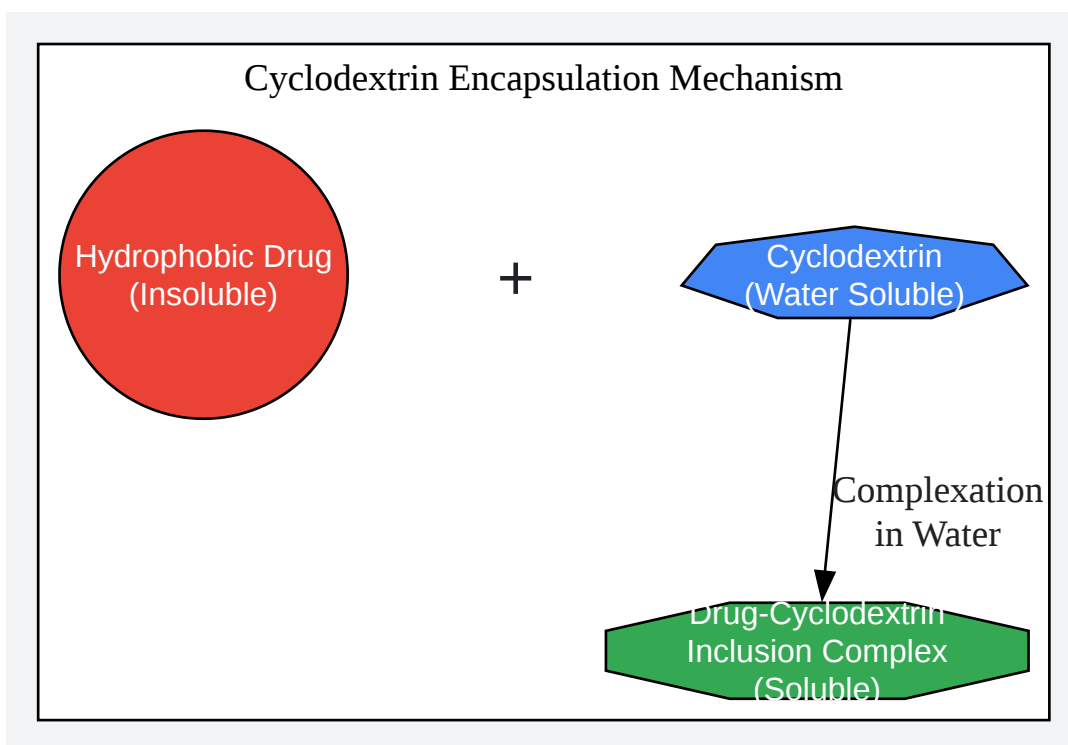 Cyclodextrin Encapsulation Mechanism
Hydrophobic Drug
(Insoluble)
+
Cyclodextrin
(Water Soluble)
Complexation
in Water
Drug-Cyclodextrin
Inclusion Complex
(Soluble)